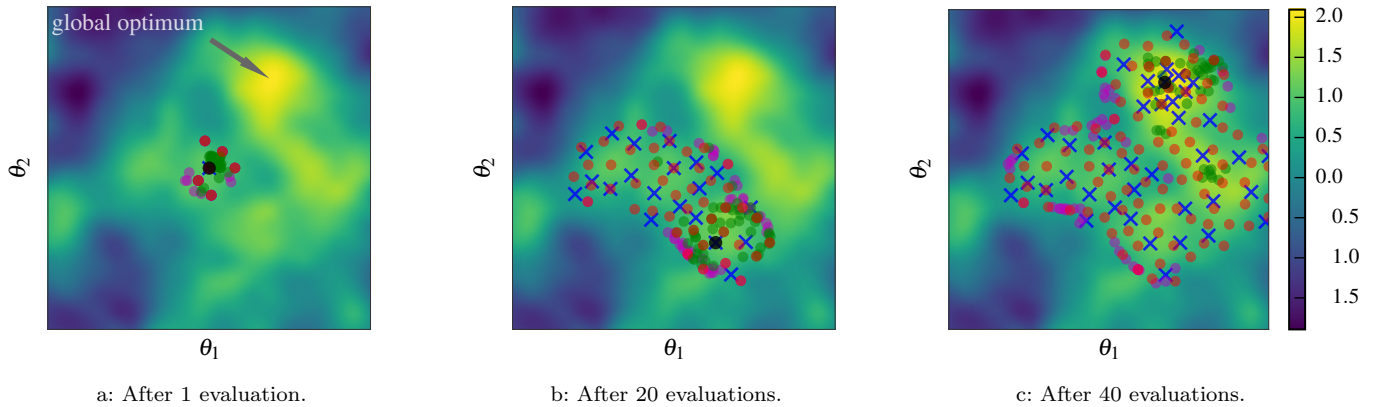 global optimum
θ2
θ1
a: After 1 evaluation.
θ2
θ1
b: After 20 evaluations.
θ2
θ1
c: After 40 evaluations.
2.0
1.5
1.0
0.5
0.0
0.5
1.0
1.5